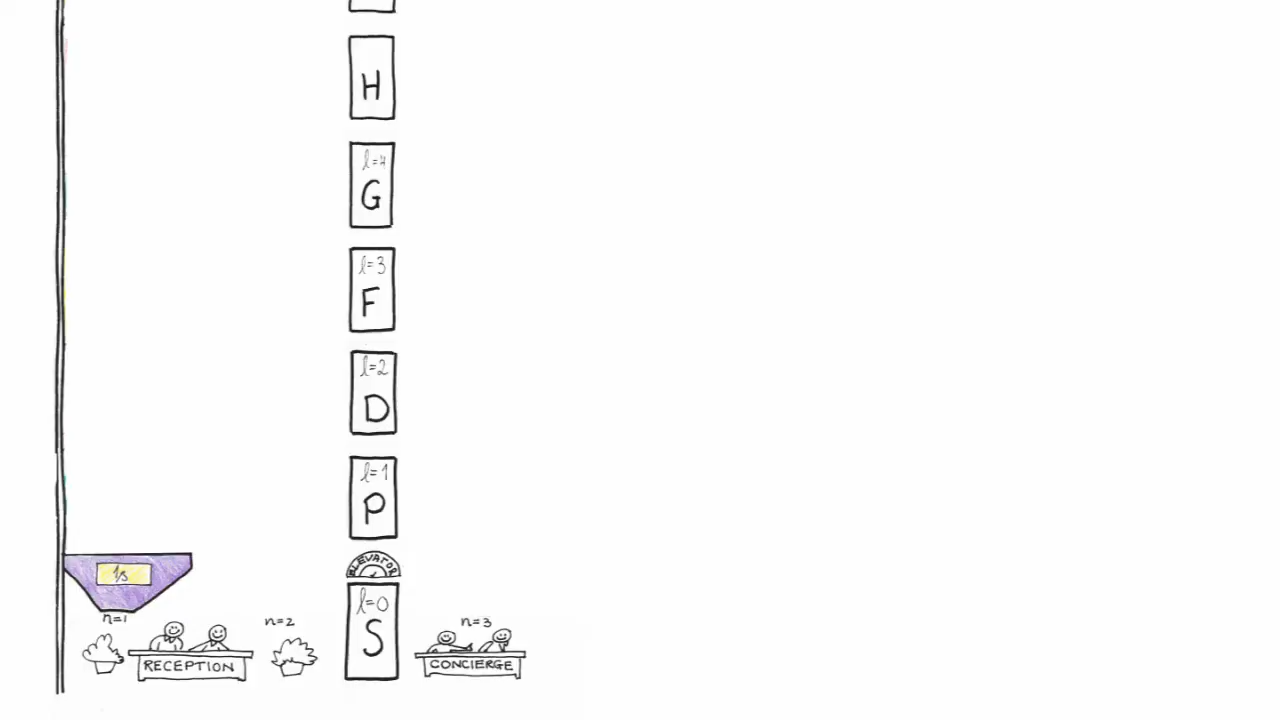 H
l=4
G
l=3
F
l=2
D
l=1
P
ELEVATOR
1s
l=0
n=1
n=2
S
n=3
RECEPTION
CONCIERGE